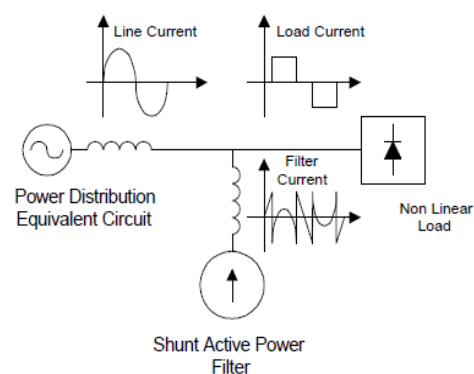 Line Current
Load Current
Filter
Current
Power Distribution
Equivalent Circuit
Non Linear
Load
Shunt Active Power
Filter